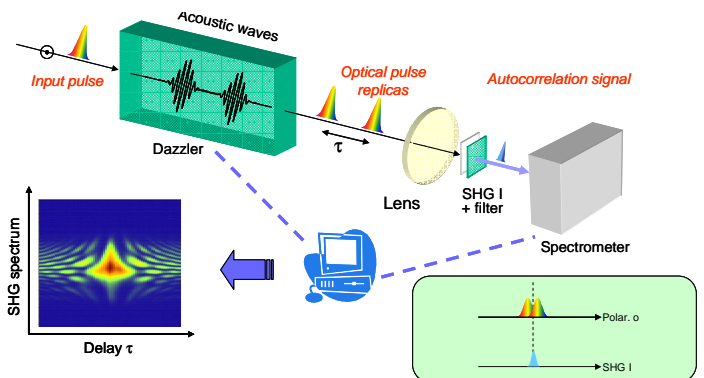 Acoustic waves
Input pulse
Optical pulse
replicas
Autocorrelation signal
τ
Dazzler
Lens
SHG I
+ filter
Spectrometer
SHG spectrum
Delay τ
Polar. o
SHG I